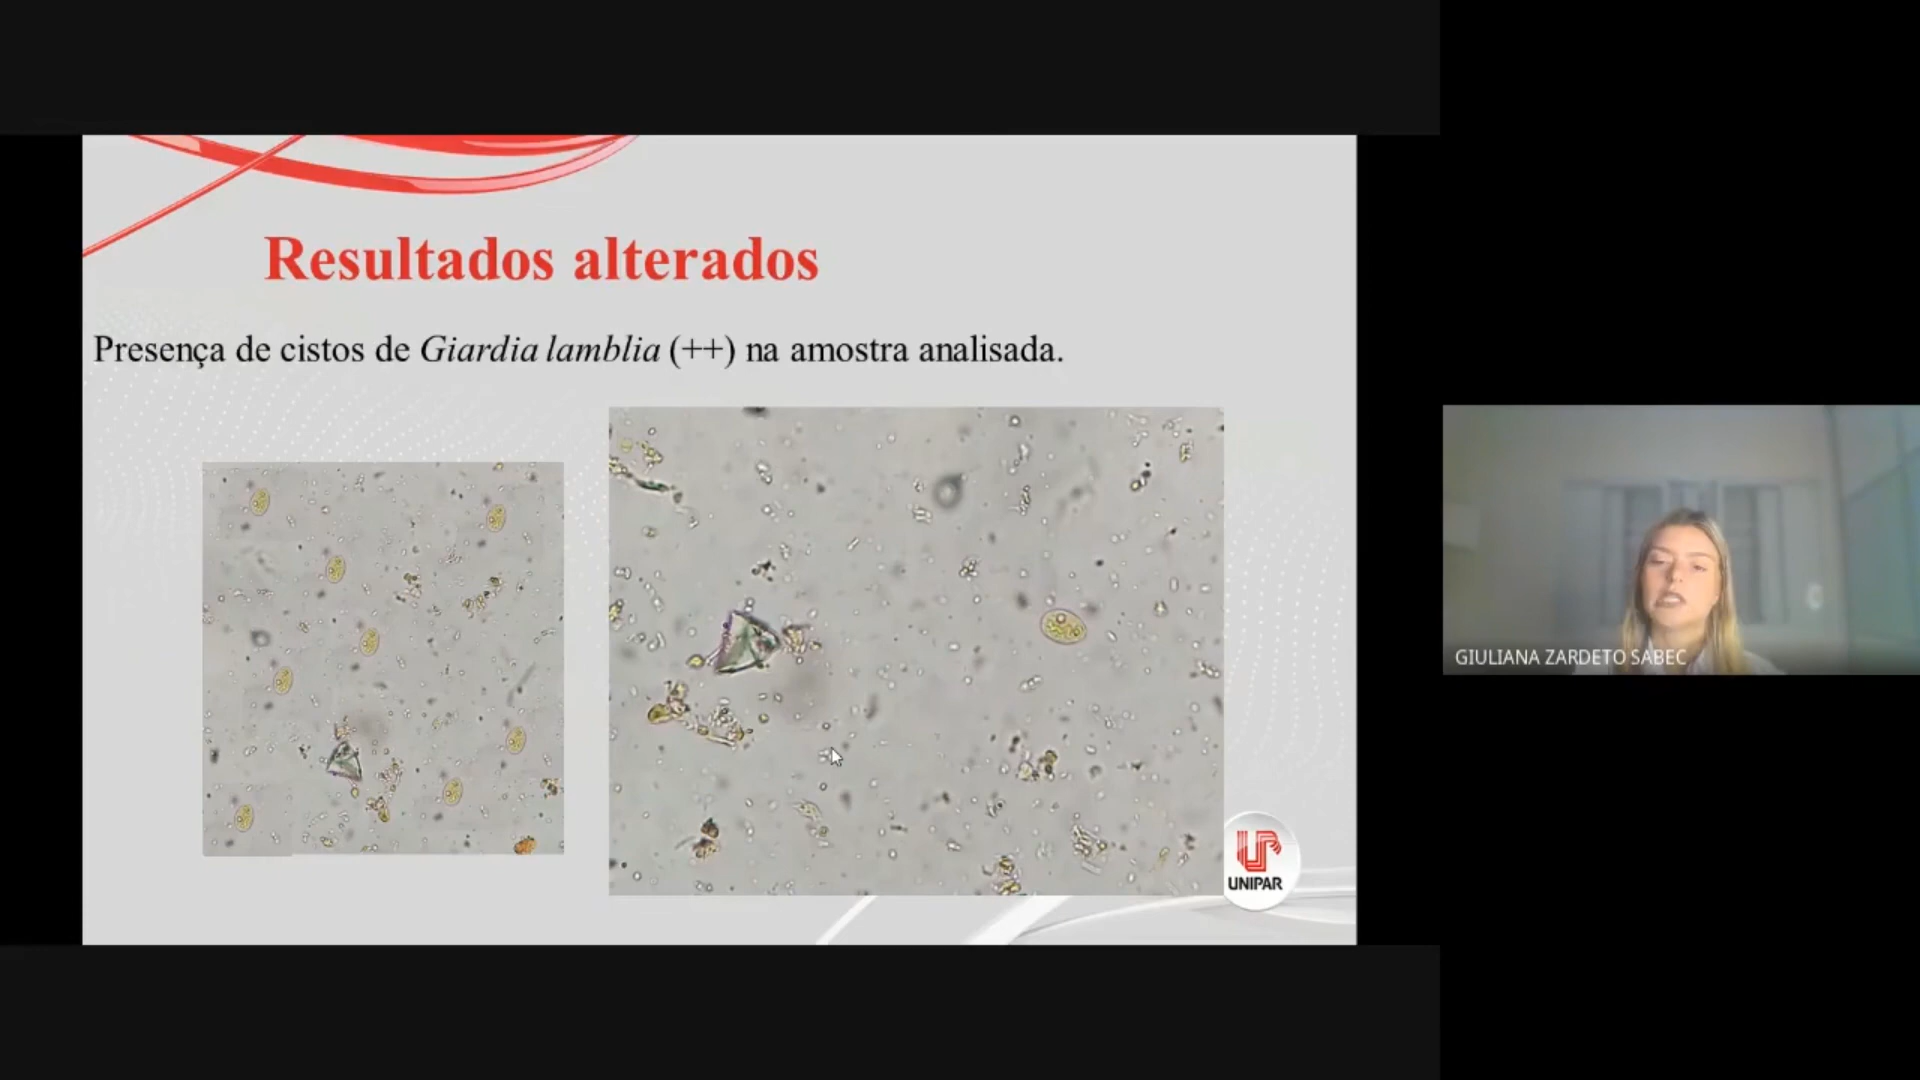 Resultados alterados
Presença de cistos de Giardia lamblia (++) na amostra analisada.
UNIPAR
GIULIANA ZARDETO SABEC